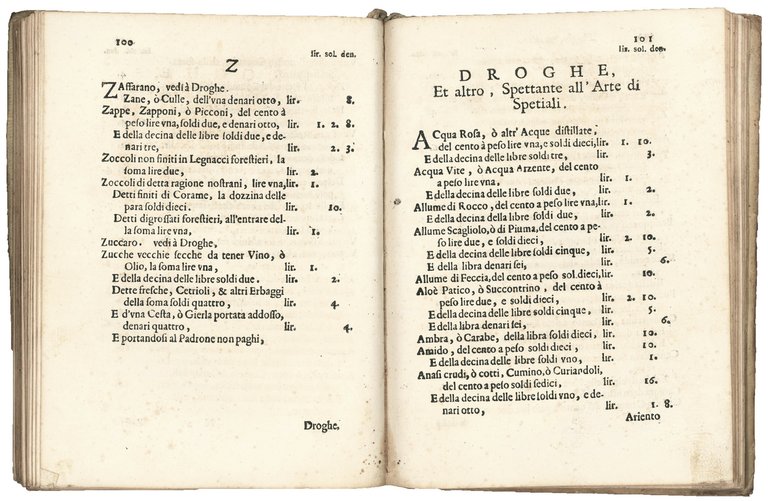 100
lir. sol. den.
Z
ZAffarano, vedi à Droghe.
Zane, ò Culle, dell'vna denari otto, lir. 8.
Zappe, Zapponi, ò Picconi, del cento à
peso lire vna, soldi due, e denari otto, lir. 1. 2. 8.
E della decina delle libre soldi due, e de-
nari tre, lir. 2. 3.
Zoccoli non finiti in Legnacci forestieri, la
soma lire due, lir. 2.
Zoccoli di detta ragione nostrani, lire vna, lir. 1.
Detti finiti di Corame, la dozzina delle
para soldi dieci. lir. 10.
Detti digrossati forestieri, all'entrare del-
la soma lire vna, lir. 1.
Zuccaro. vedi à Droghe,
Zucche vecchie secche da tener Vino, ò
Olio, la soma lire vna, lir. 1.
E della decina delle libre soldi due. lir. 2.
Dette fresche, Cetrioli, & altri Erbaggi
della soma soldi quattro, lir. 4.
E d'vna Cesta, ò Gierla portata addosso,
denari quattro, lir. 4.
E portandosi al Padrone non paghi,
Droghe,
101
lir. sol. den.
DROGHE,
Et altro, Spettante all'Arte di
Spetiali.
ACqua Rosa, ò altr' Acque distillate,
del cento à peso lire vna, e soldi dieci, lir. 1. 10.
E della decina delle libre soldi tre, lir. 3.
Acqua Vite, ò Acqua Arzente, del cento
a peso lire vna, lir. 1.
E della decina delle libre soldi due, lir. 2.
Allume di Rocco, del cento à peso lire vna, lir. 1.
E della decina delle libre soldi due, lir. 2.
Allume Scagliolo, ò di Piuma, del cento a pe-
so lire due, e soldi dieci, lir. 2. 10.
E della decina delle libre soldi cinque, lir. 5.
E della libra denari sei, lir. 6.
Allume di Feccia, del cento a peso sol. dieci, lir. 10.
Aloè Patico, ò Succontrino, del cento à
peso lire due, e soldi dieci, lir. 2. 10.
E della decina delle libre soldi cinque, lir. 5.
E della libra denari sei, lir. 6.
Ambra, ò Carabe, della libra soldi dieci, lir. 10.
Amido, del cento a peso soldi dieci, lir. 10.
E della decina delle libre soldi vno, lir. 1.
Anasi crudi, ò cotti, Cumino, ò Curiandoli,
del cento a peso soldi sedici, lir. 16.
E della decina delle libre soldi vno, e de-
nari otto, lir. 1. 8.
Ariento